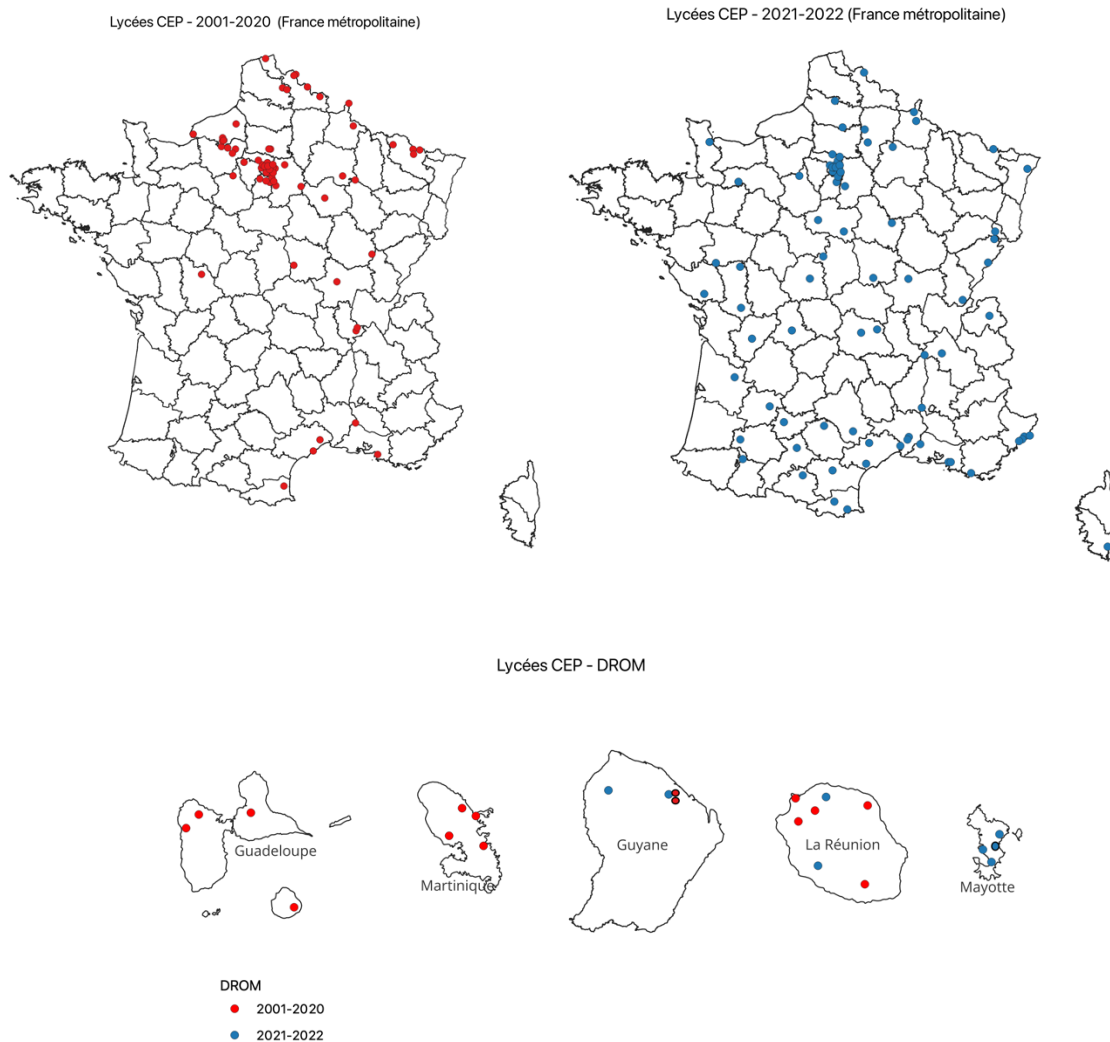 Lycées CEP - 2001-2020 (France métropolitaine)
Lycées CEP - 2021-2022 (France métropolitaine)
Lycées CEP - DROM
Guadeloupe
Martinique
Guyane
La Réunion
Mayotte
DROM
2001-2020
2021-2022